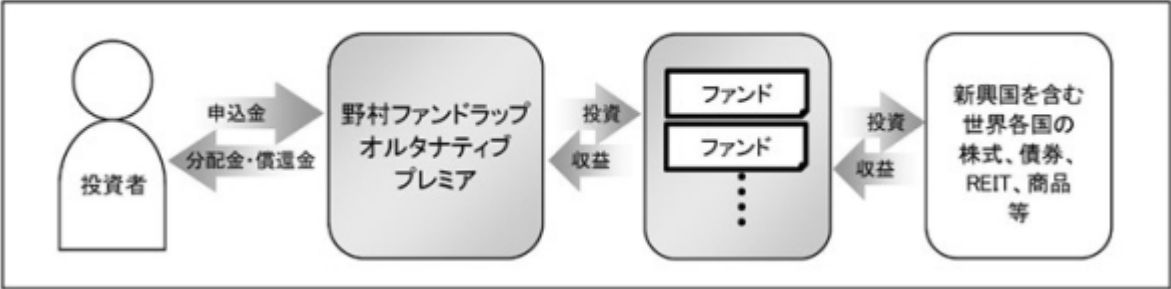 投資者
申込金
分配金・償還金
野村ファンドラップ
オルタナティブ
プレミア
投資
収益
ファンド
ファンド
投資
収益
新興国を含む
世界各国の
株式、債券、
REIT、商品
等